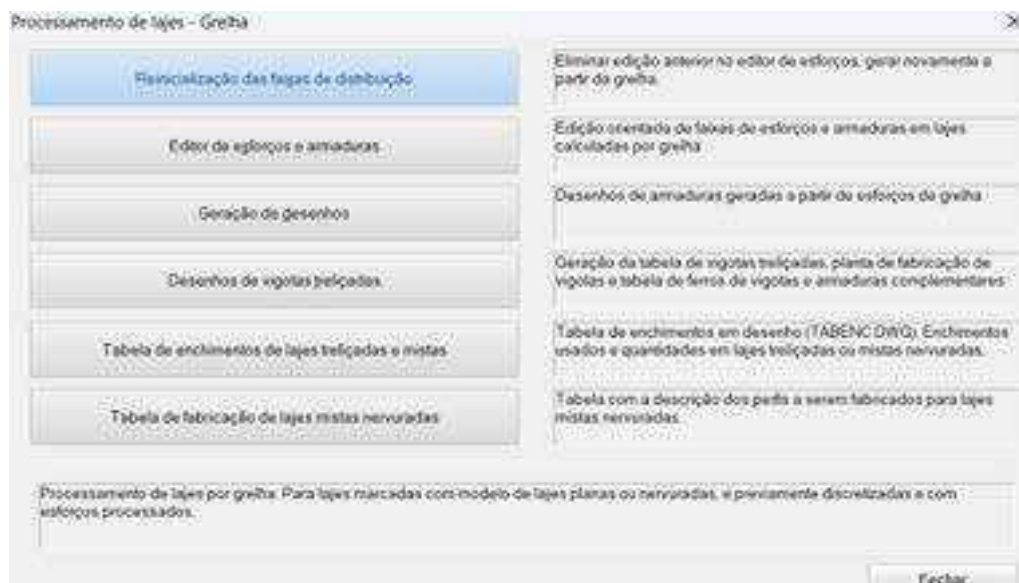 Processamento de lajes - Grelha
Reinicialização das faixas de distribuição
Eliminar edição anterior no editor de esforços, gerar novamente a
partir da grelha.
Editor de esforços e armaduras
Edição orientada de faixas de esforços e armaduras em lajes
calculadas por grelha
Geração de desenhos
Desenhos de armaduras geradas a partir de esforços de grelha
Desenhos de vigotas treliçadas
Geração da tabela de vigotas treliçadas, planta de fabricação de
vigotas e tabela de ferros de vigotas e armaduras complementares
Tabela de enchimentos de lajes treliçadas e mistas
Tabela de enchimentos em desenho (TABENC.DWG). Enchimentos
usados e quantidades em lajes treliçadas ou mistas nervuradas.
Tabela de fabricação de lajes mistas nervuradas
Tabela com a descrição dos perfis a serem fabricados para lajes
mistas nervuradas.
Processamento de lajes por grelha. Para lajes marcadas com modelo de lajes planas ou nervuradas, e previamente discretizadas e com
esforços processados.
Fechar